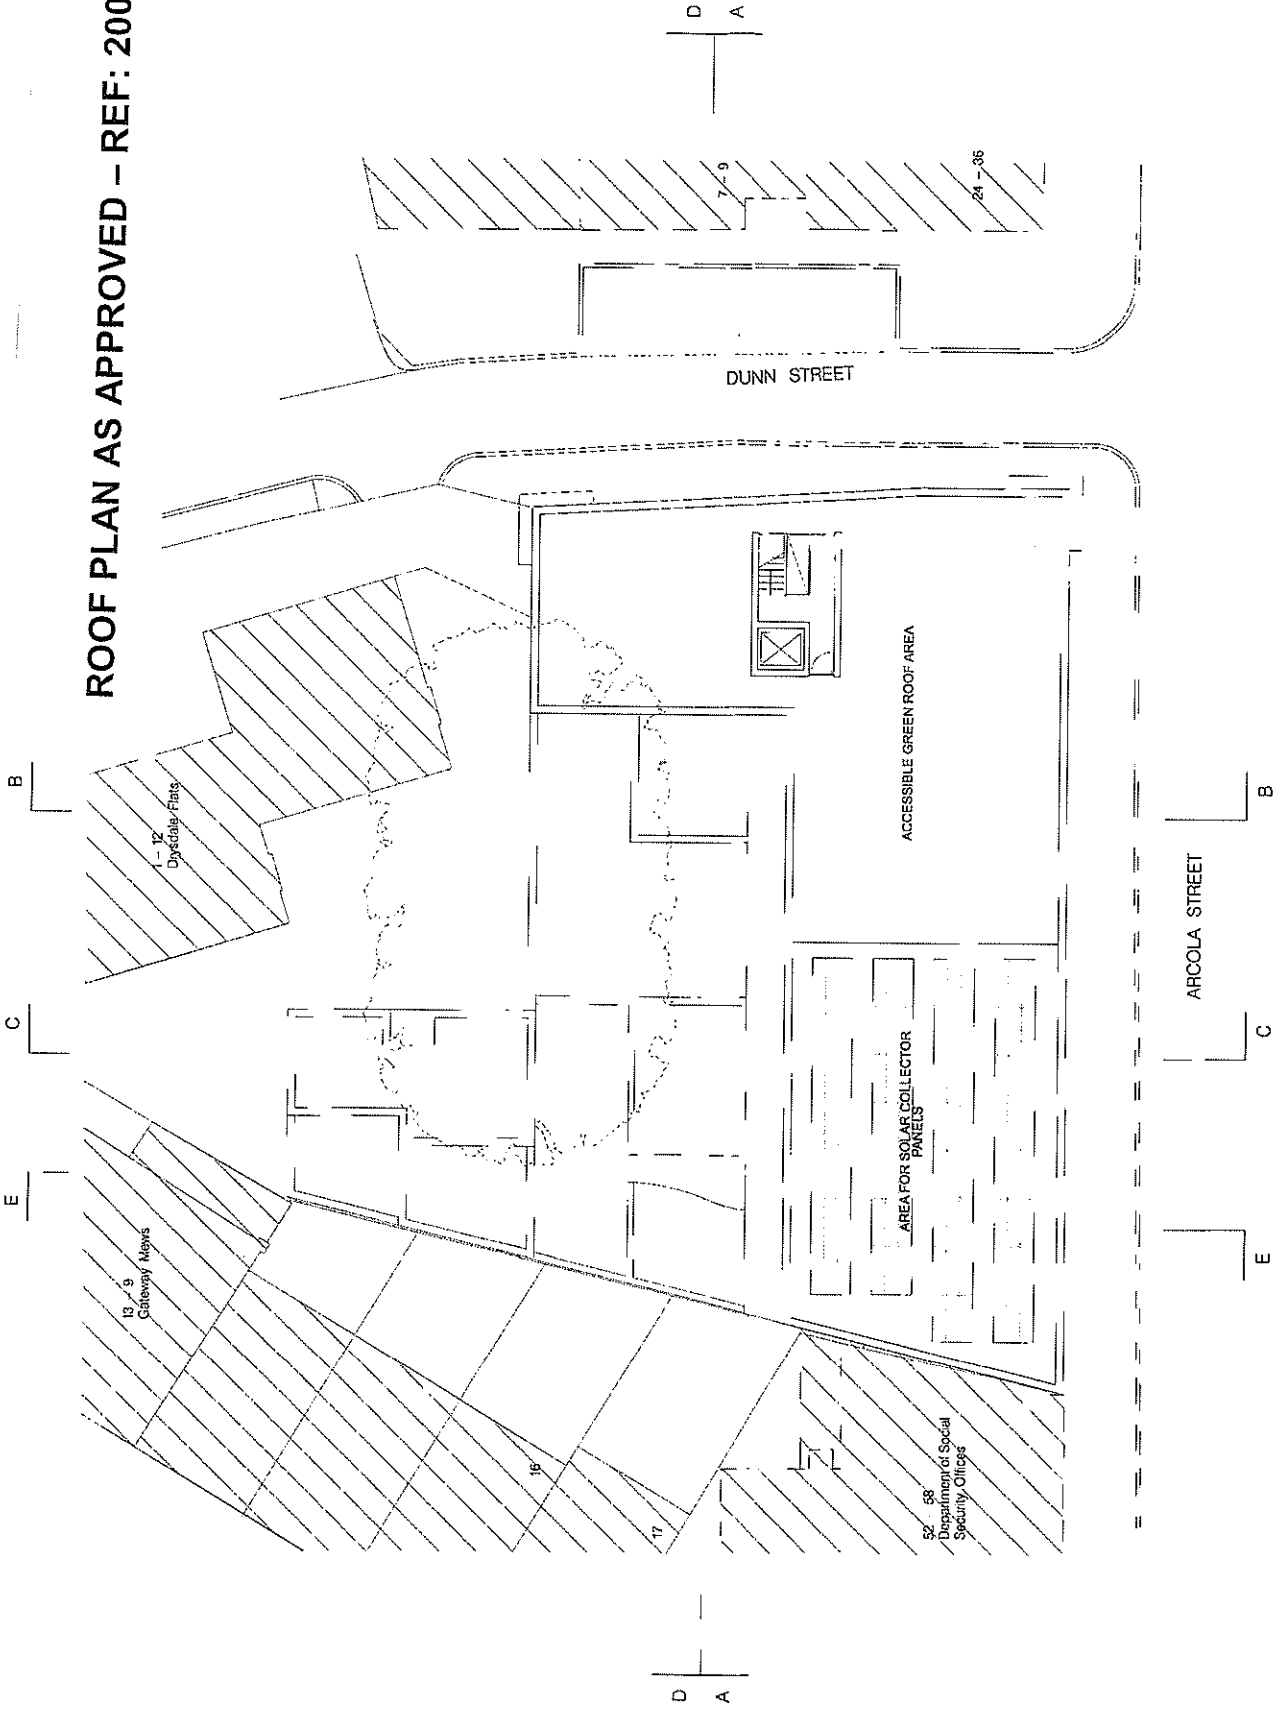 ROOF PLAN AS APPROVED – REF: 200
D
A
7 – 9
24 – 36
DUNN STREET
B
1 – 12
Drysdale Flats
ACCESSIBLE GREEN ROOF AREA
B
ARCOLA STREET
C
AREA FOR SOLAR COLLECTOR
PANELS
C
E
13 – 9
Gateway Mews
E
16
17
52 58
Department of Social
Security Offices
D
A